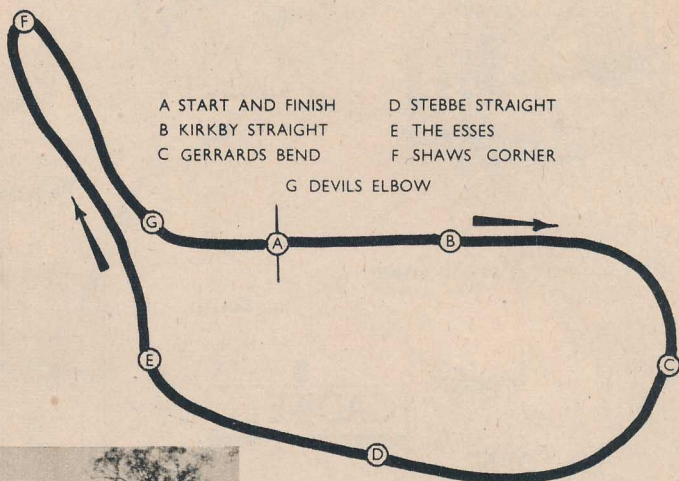 F
A START AND FINISH D STEBBE STRAIGHT
B KIRKBY STRAIGHT E THE ESSES
C GERRARDS BEND F SHAWS CORNER
G DEVILS ELBOW
G
A
B
E
C
D